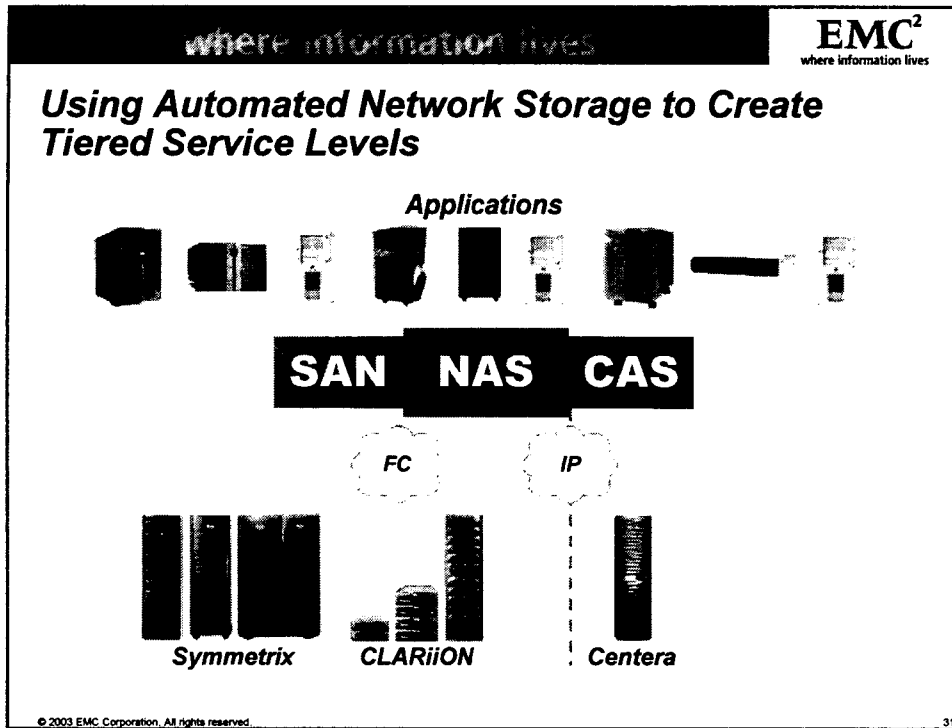 where information lives
EMC²
where information lives
Using Automated Network Storage to Create
Tiered Service Levels
Applications
SAN NAS CAS
FC IP
Symmetrix CLARiiON Centera
© 2003 EMC Corporation. All rights reserved.